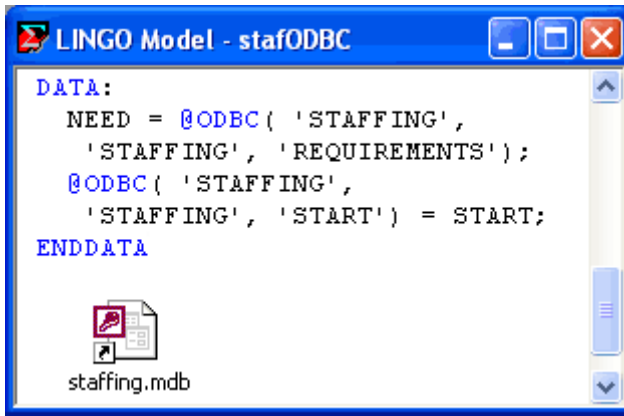 LINGO Model - stafODBC
DATA:
NEED = @ODBC( 'STAFFING',
'STAFFING', 'REQUIREMENTS');
@ODBC( 'STAFFING',
'STAFFING', 'START') = START;
ENDDATA
staffing.mdb